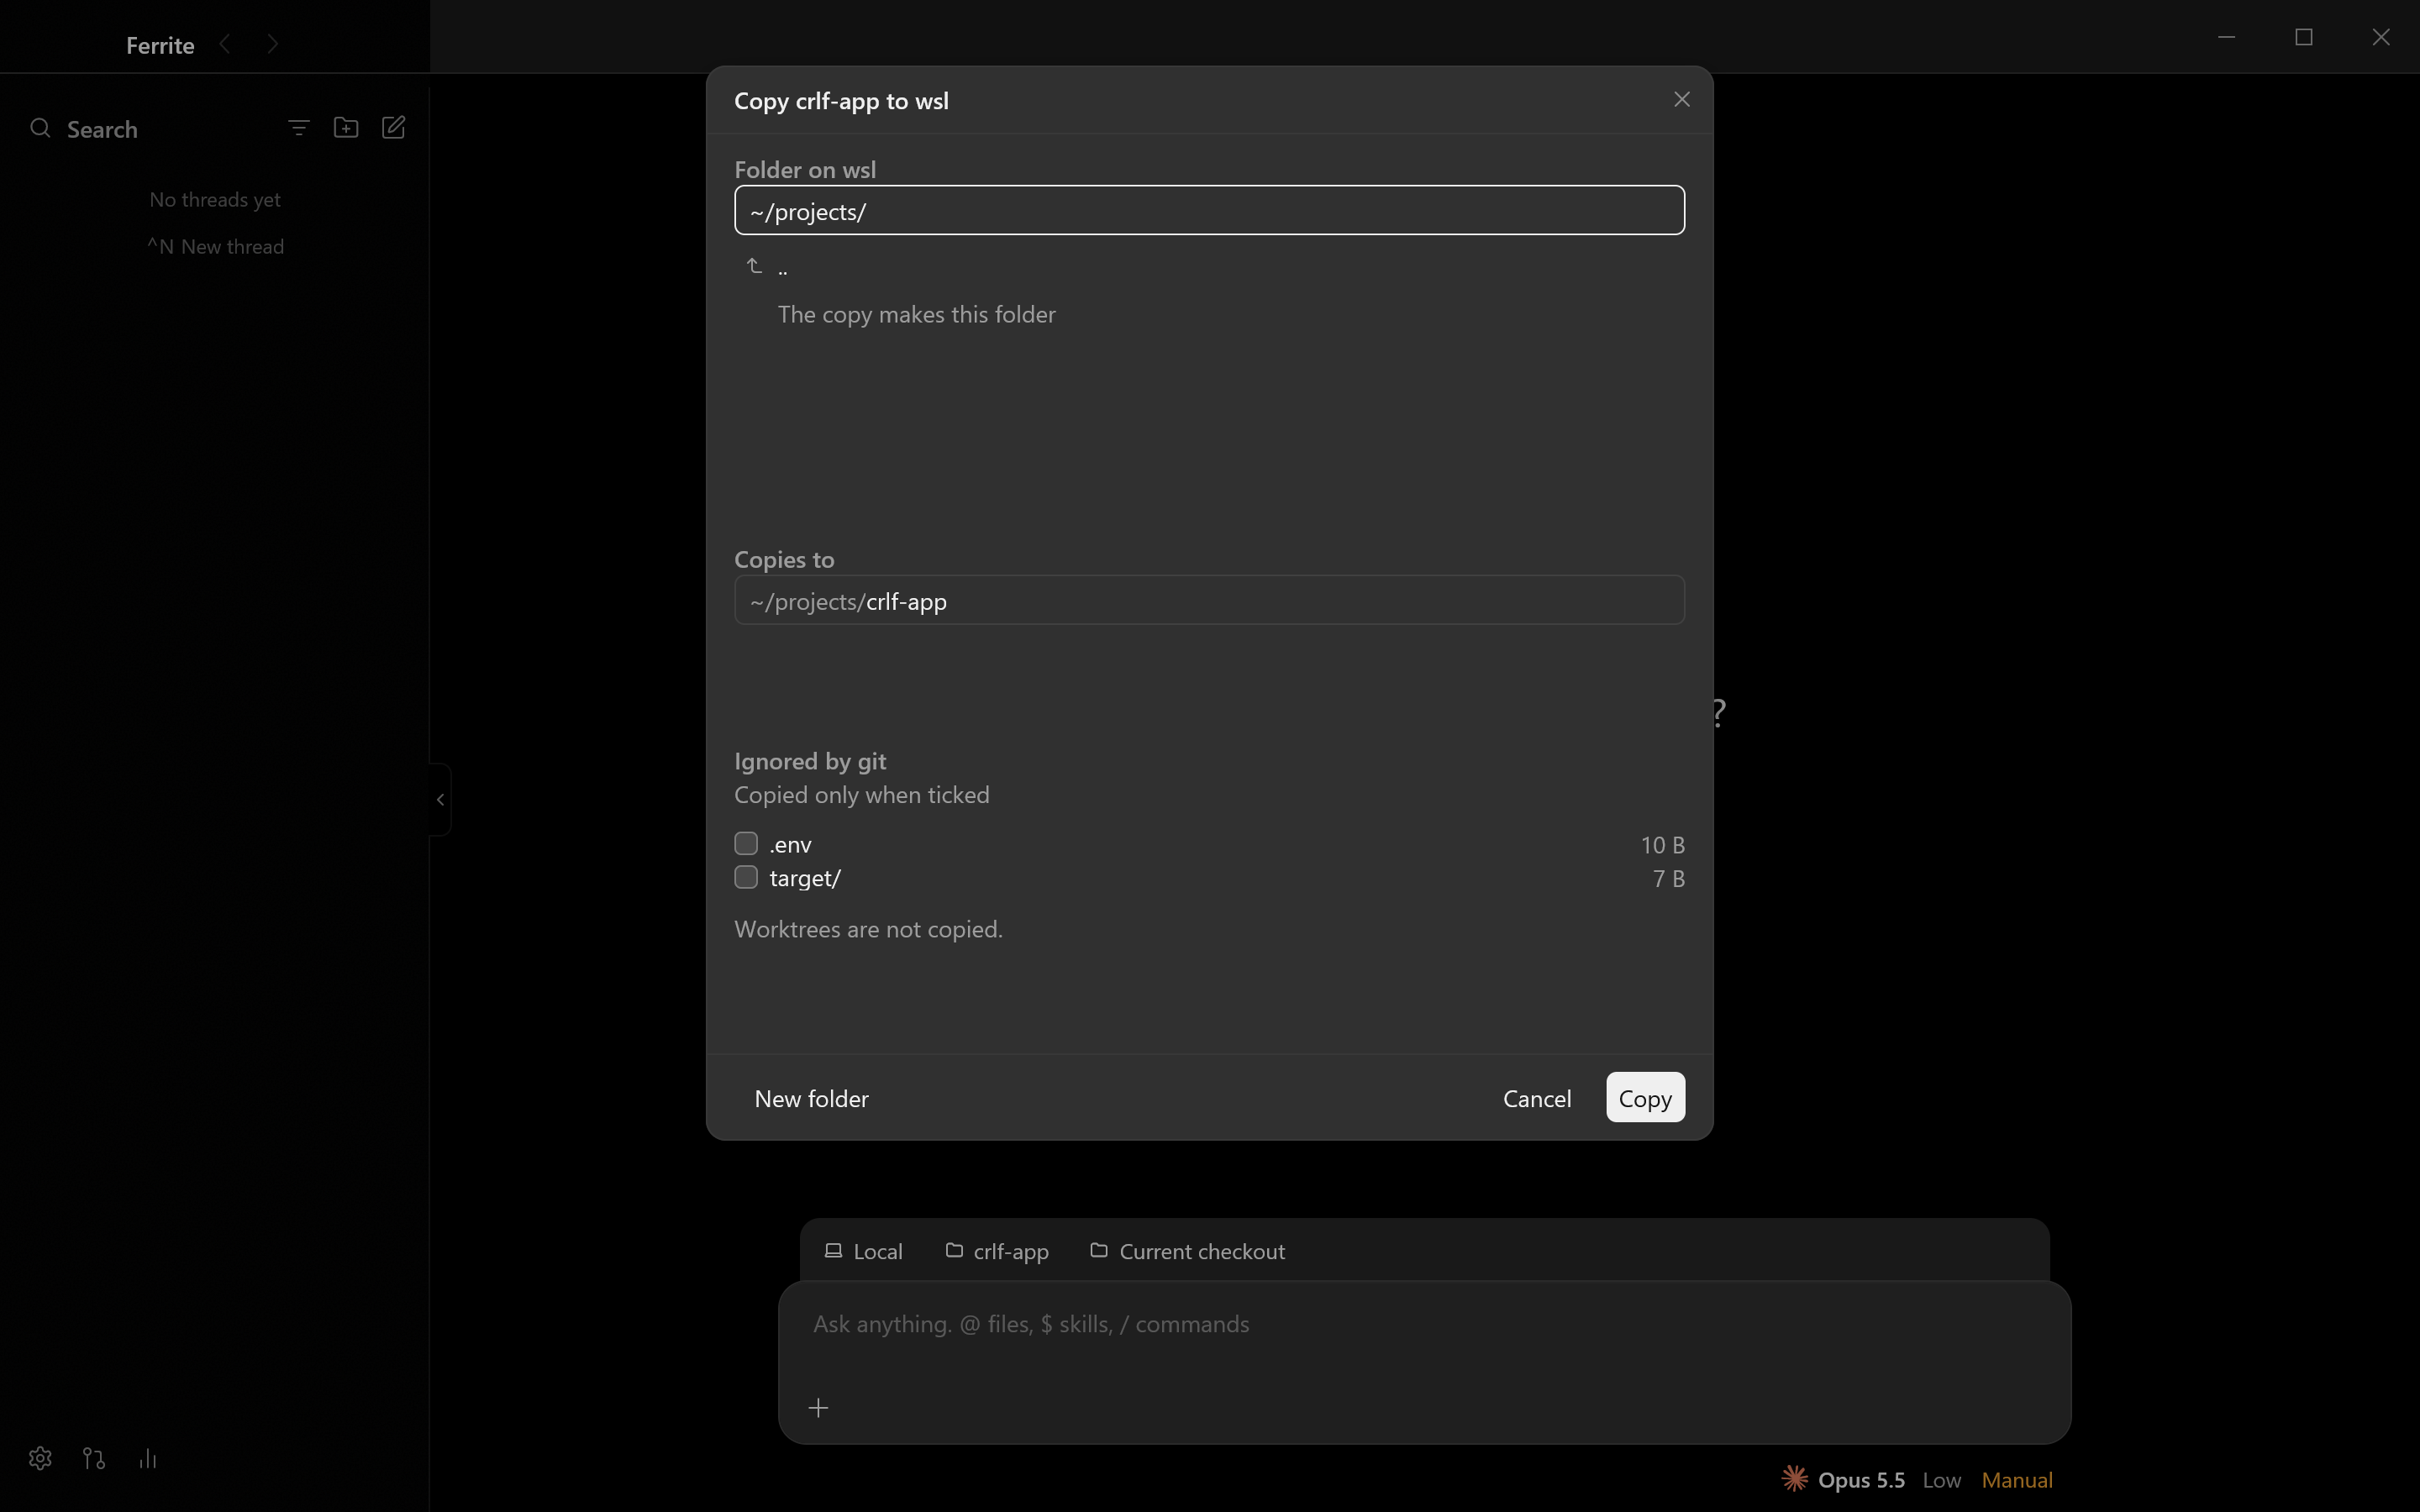 Ferrite
Search
No threads yet
^N New thread
Copy crlf-app to wsl
Folder on wsl
~/projects/
..
The copy makes this folder
Copies to
~/projects/crlf-app
?
Ignored by git
Copied only when ticked
.env 10 B
target/ 7 B
Worktrees are not copied.
New folder Cancel Copy
Local crlf-app Current checkout
Ask anything. @ files, $ skills, / commands
Opus 5.5 Low Manual